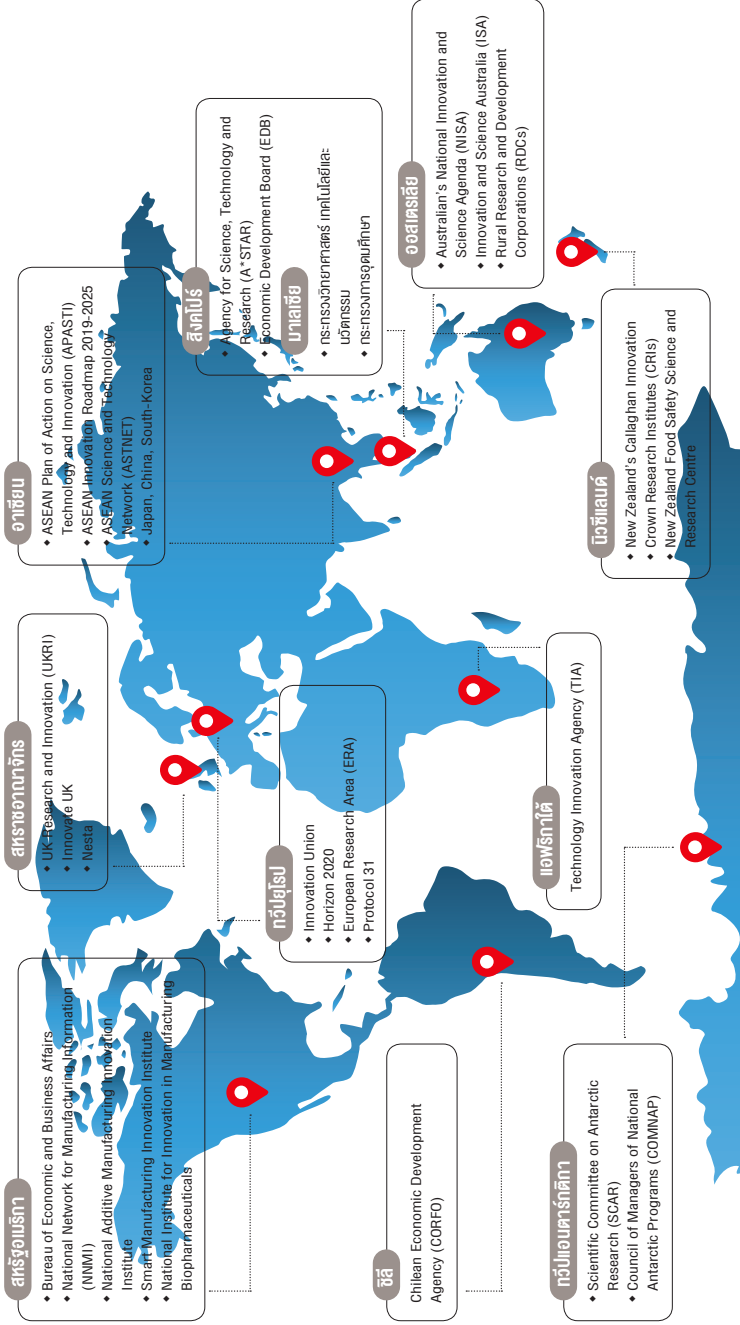 สหรัฐอเมริกา
◆ Bureau of Economic and Business Affairs
◆ National Network for Manufacturing Information
(NNMI)
◆ National Additive Manufacturing Innovation
Institute
◆ Smart Manufacturing Innovation Institute
◆ National Institute for Innovation in Manufacturing
Biopharmaceuticals
สหราชอาณาจักร
◆ UK Research and Innovation (UKRI)
◆ Innovate UK
◆ Nesta
อาเซียน
◆ ASEAN Plan of Action on Science,
Technology and Innovation (APASTI)
◆ ASEAN Innovation Roadmap 2019-2025
◆ ASEAN Science and Technology
Network (ASTNET)
◆ Japan, China, South-Korea
สิงคโปร์
◆ Agency for Science, Technology and
Research (A*STAR)
◆ Economic Development Board (EDB)
มาเลเซีย
◆ กระทรวงวิทยาศาสตร์ เทคโนโลยีและ
นวัตกรรม
◆ กระทรวงการอุดมศึกษา
ทวีปยุโรป
◆ Innovation Union
◆ Horizon 2020
◆ European Research Area (ERA)
◆ Protocol 31
ออสเตรเลีย
◆ Australian's National Innovation and
Science Agenda (NISA)
◆ Innovation and Science Australia (ISA)
◆ Rural Research and Development
Corporations (RDCs)
ชิลี
Chilean Economic Development
Agency (CORFO)
แอฟริกาใต้
Technology Innovation Agency (TIA)
นิวซีแลนด์
◆ New Zealand's Callaghan Innovation
◆ Crown Research Institutes (CRIs)
◆ New Zealand Food Safety Science and
Research Centre
ทวีปแอนตาร์กติกา
◆ Scientific Committee on Antarctic
Research (SCAR)
◆ Council of Managers of National
Antarctic Programs (COMNAP)